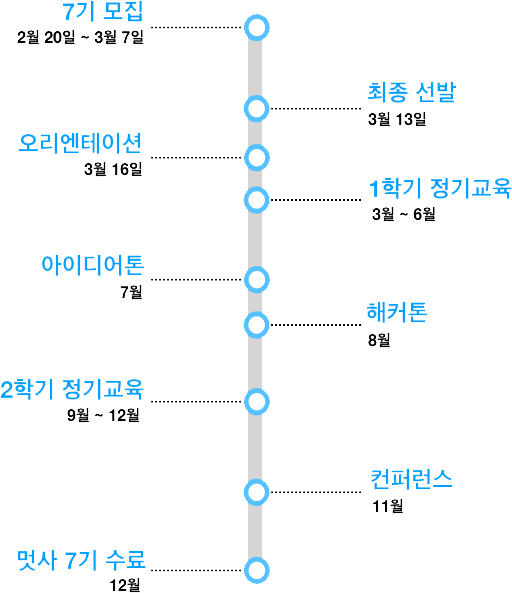 7기 모집
2월 20일 ~ 3월 7일
최종 선발
3월 13일
오리엔테이션
3월 16일
1학기 정기교육
3월 ~ 6월
아이디어톤
7월
해커톤
8월
2학기 정기교육
9월 ~ 12월
컨퍼런스
11월
멋사 7기 수료
12월